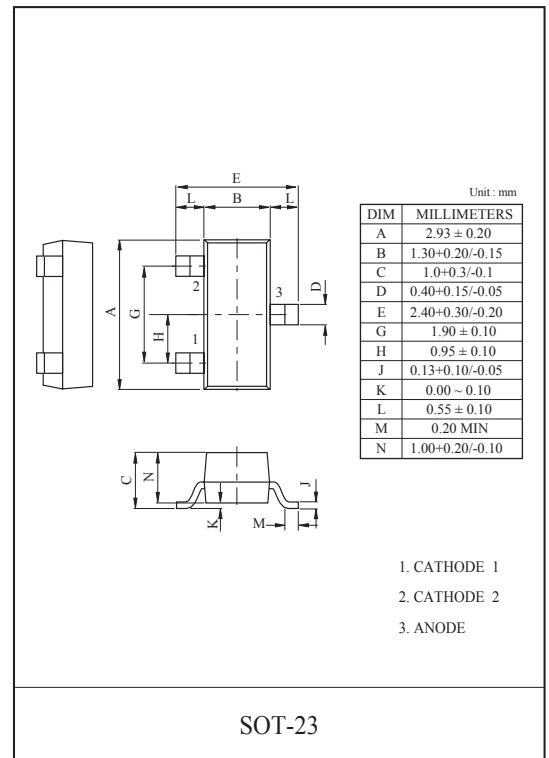 E
L B L
A
G
H
2
1
3
D
C
N
K
M
J
Unit : mm
DIM MILLIMETERS
A 2.93 ± 0.20
B 1.30+0.20/-0.15
C 1.0+0.3/-0.1
D 0.40+0.15/-0.05
E 2.40+0.30/-0.20
G 1.90 ± 0.10
H 0.95 ± 0.10
J 0.13+0.10/-0.05
K 0.00 ~ 0.10
L 0.55 ± 0.10
M 0.20 MIN
N 1.00+0.20/-0.10
1. CATHODE 1
2. CATHODE 2
3. ANODE
SOT-23